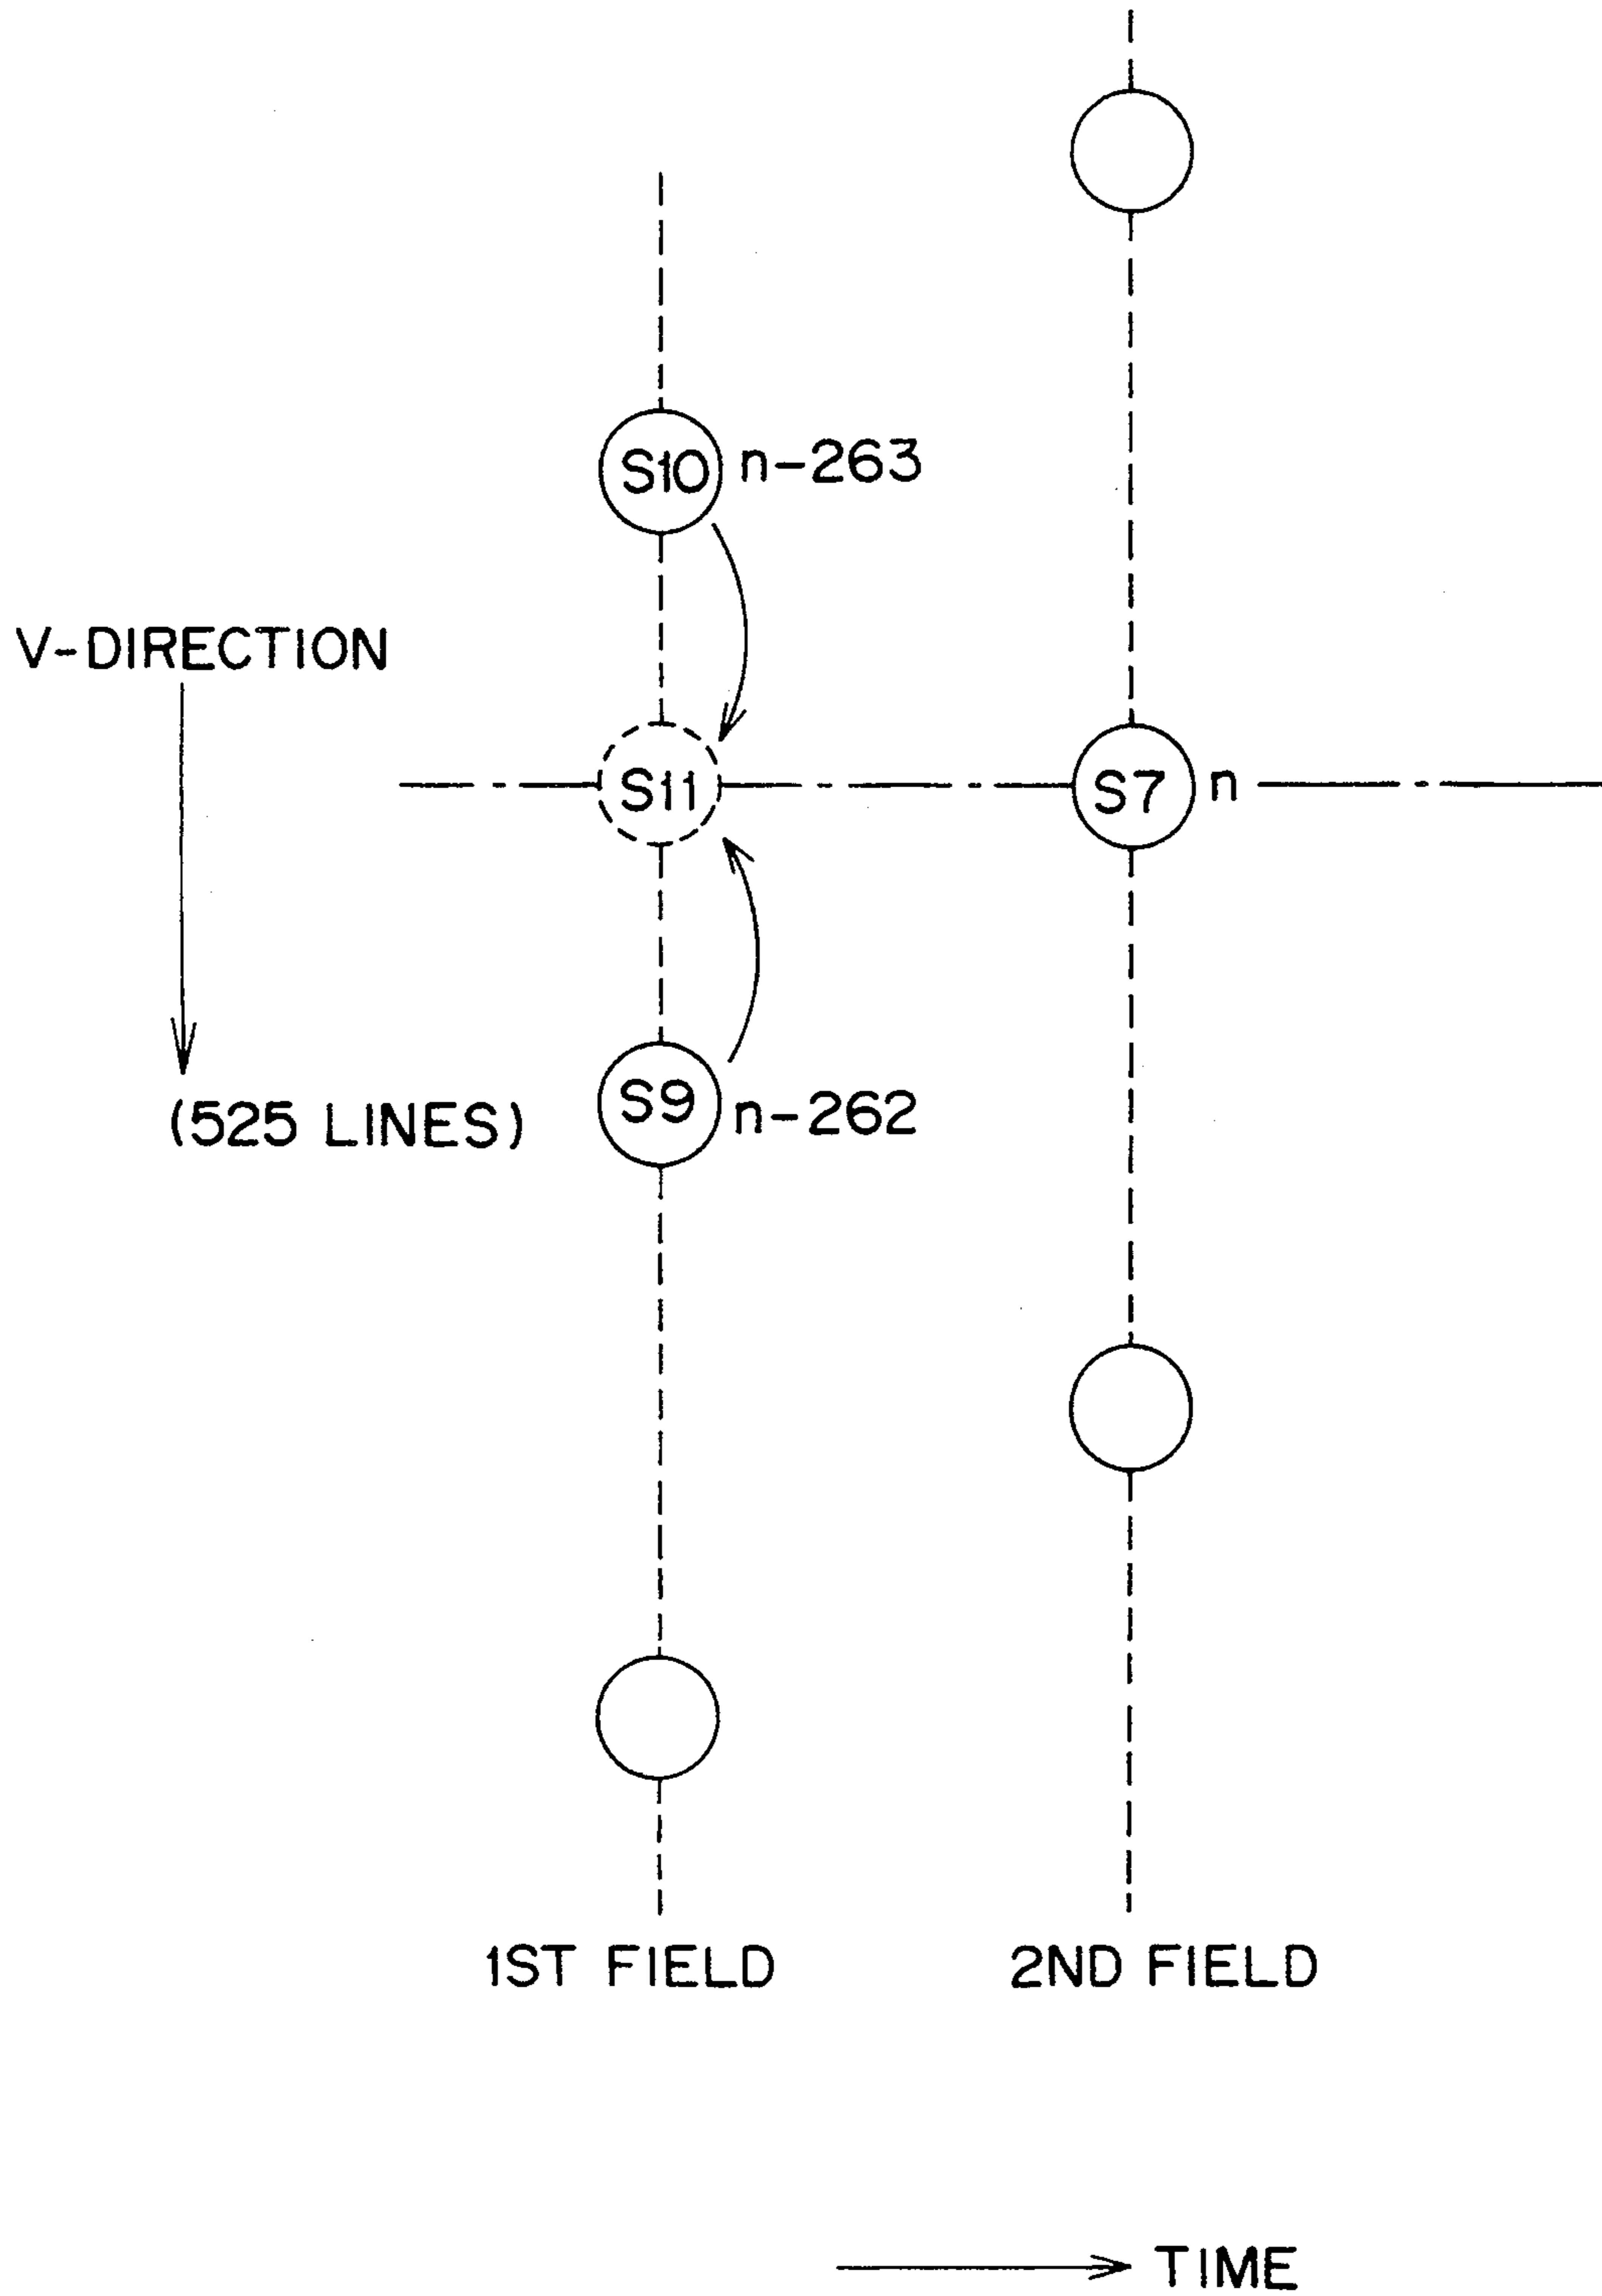 S10 n-263
V-DIRECTION
S11 S7 n
S9 n-262
(525 LINES)
1ST FIELD 2ND FIELD
TIME